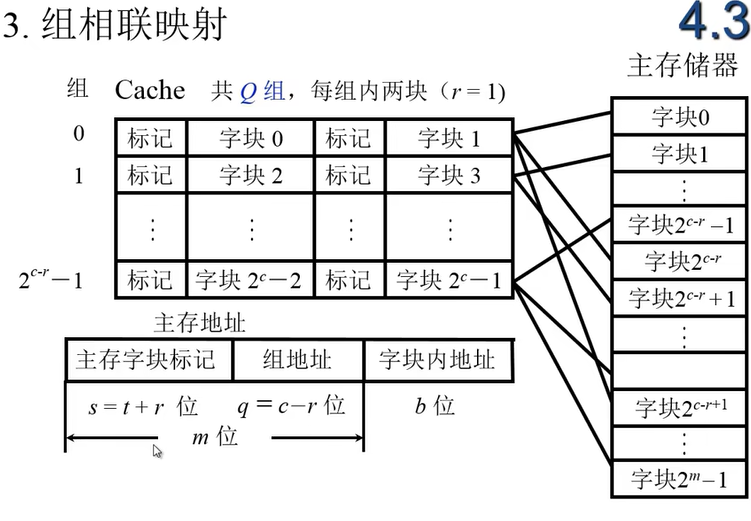 3. 组相联映射
4.3
组 Cache 共 Q 组，每组内两块（r = 1)
0 标记 字块 0 标记 字块 1
1 标记 字块 2 标记 字块 3
⋮ ⋮ ⋮ ⋮
2^{c-r}－1 标记 字块 2^c－2 标记 字块 2^c－1
主存地址
主存字块标记 组地址 字块内地址
s = t + r 位 q = c－r 位 b 位
m 位
主存储器
字块0
字块1
⋮
字块2^{c-r} –1
字块2^{c-r}
字块2^{c-r} + 1
⋮
字块2^{c-r+1}
⋮
字块2^m–1